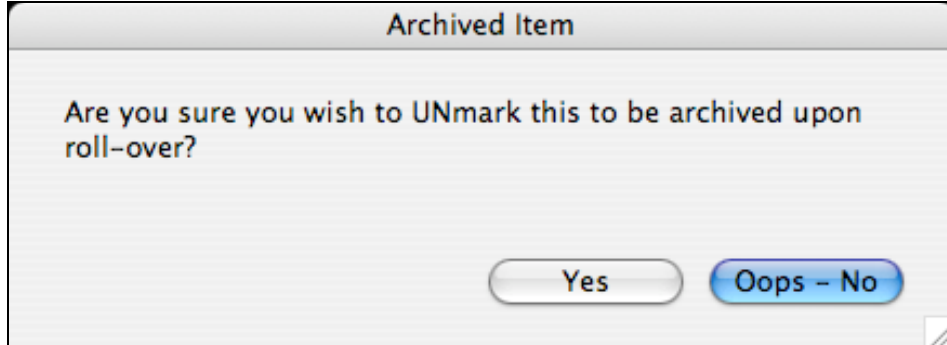 Archived Item
Are you sure you wish to UNmark this to be archived upon
roll-over?
Yes
Oops - No